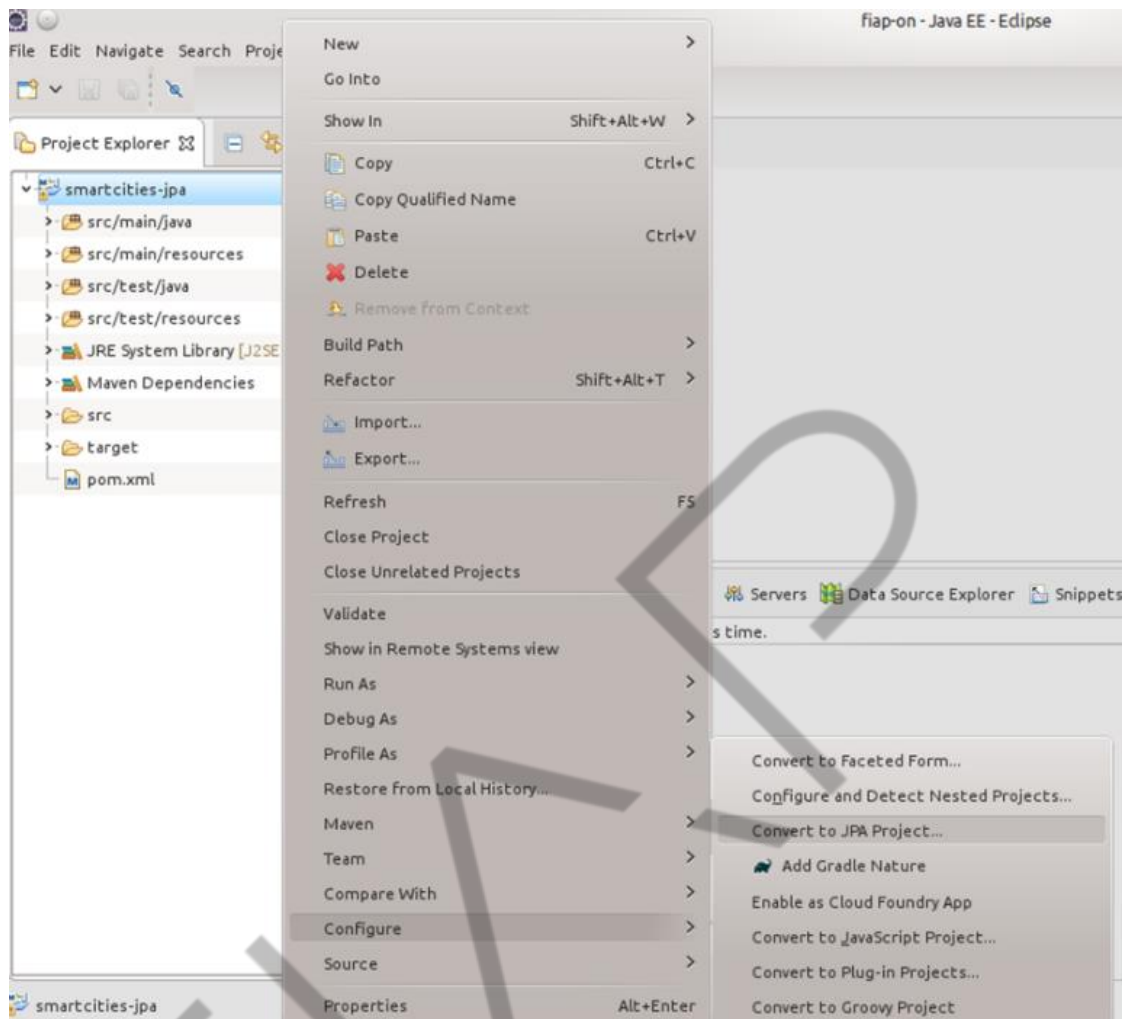 fiap-on - Java EE - Eclipse
File Edit Navigate Search Proje
Project Explorer
smartcities-jpa
src/main/java
src/main/resources
src/test/java
src/test/resources
JRE System Library [J2SE
Maven Dependencies
src
target
pom.xml
New
Go Into
Show In Shift+Alt+W
Copy Ctrl+C
Copy Qualified Name
Paste Ctrl+V
Delete
Remove from Context
Build Path
Refactor Shift+Alt+T
Import...
Export...
Refresh F5
Close Project
Close Unrelated Projects
Validate
Show in Remote Systems view
Run As
Debug As
Profile As
Restore from Local History...
Maven
Team
Compare With
Configure
Source
Properties Alt+Enter
Servers Data Source Explorer Snippets
s time.
Convert to Faceted Form...
Configure and Detect Nested Projects...
Convert to JPA Project...
Add Gradle Nature
Enable as Cloud Foundry App
Convert to JavaScript Project...
Convert to Plug-in Projects...
Convert to Groovy Project
smartcities-jpa